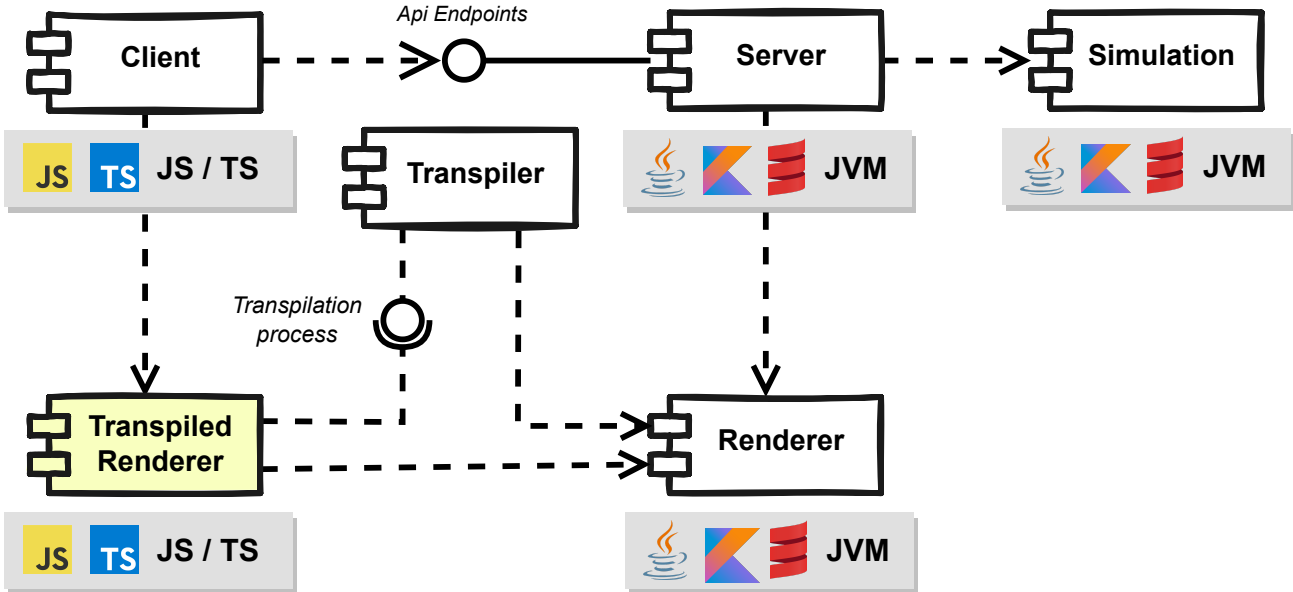 Api Endpoints
Client
Server
Simulation
JS
TS
JS / TS
Transpiler
JVM
JVM
Transpilation
process
Transpiled
Renderer
Renderer
JS
TS
JS / TS
JVM